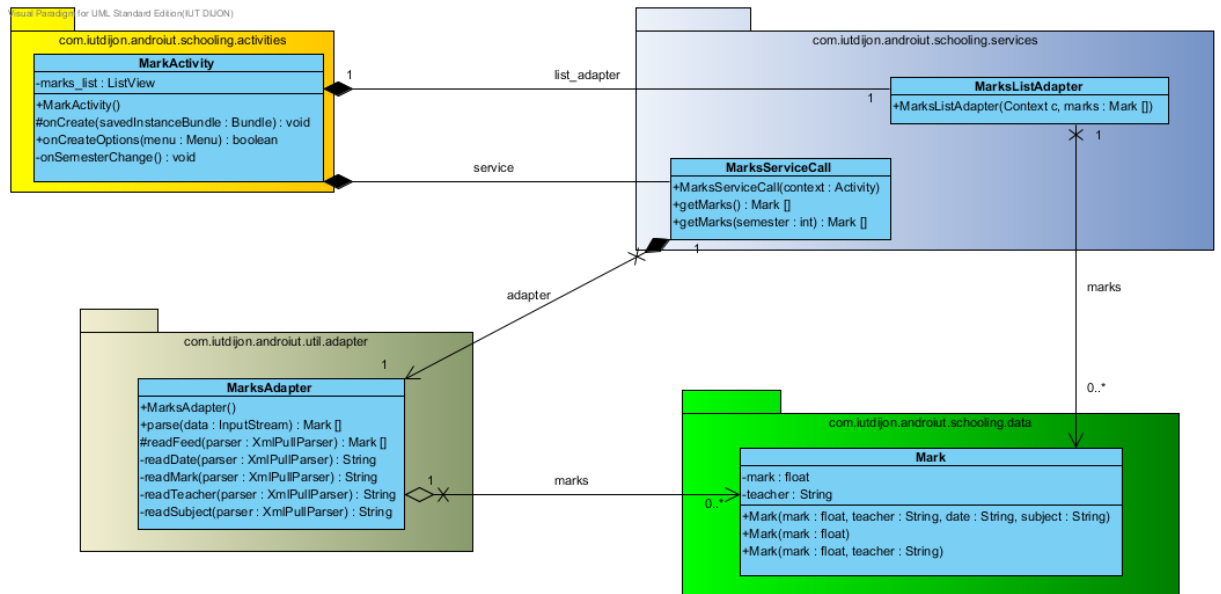 Visual Paradigm for UML Standard Edition(IUT DIJON)
com.iutdijon.androiut.schooling.activities
MarkActivity
-marks_list : ListView
+MarkActivity()
#onCreate(savedInstanceBundle : Bundle) : void
+onCreateOptions(menu : Menu) : boolean
-onSemesterChange() : void
1
list_adapter
1
service
com.iutdijon.androiut.schooling.services
MarksListAdapter
+MarksListAdapter(Context c, marks : Mark [])
1
MarksServiceCall
+MarksServiceCall(context : Activity)
+getMarks() : Mark []
+getMarks(semester : int) : Mark []
1
adapter
1
marks
0..*
com.iutdijon.androiut.util.adapter
MarksAdapter
+MarksAdapter()
+parse(data : InputStream) : Mark []
#readFeed(parser : XmlPullParser) : Mark []
-readDate(parser : XmlPullParser) : String
-readMark(parser : XmlPullParser) : String
-readTeacher(parser : XmlPullParser) : String
-readSubject(parser : XmlPullParser) : String
1
marks
0..*
com.iutdijon.androiut.schooling.data
Mark
-mark : float
-teacher : String
+Mark(mark : float, teacher : String, date : String, subject : String)
+Mark(mark : float)
+Mark(mark : float, teacher : String)